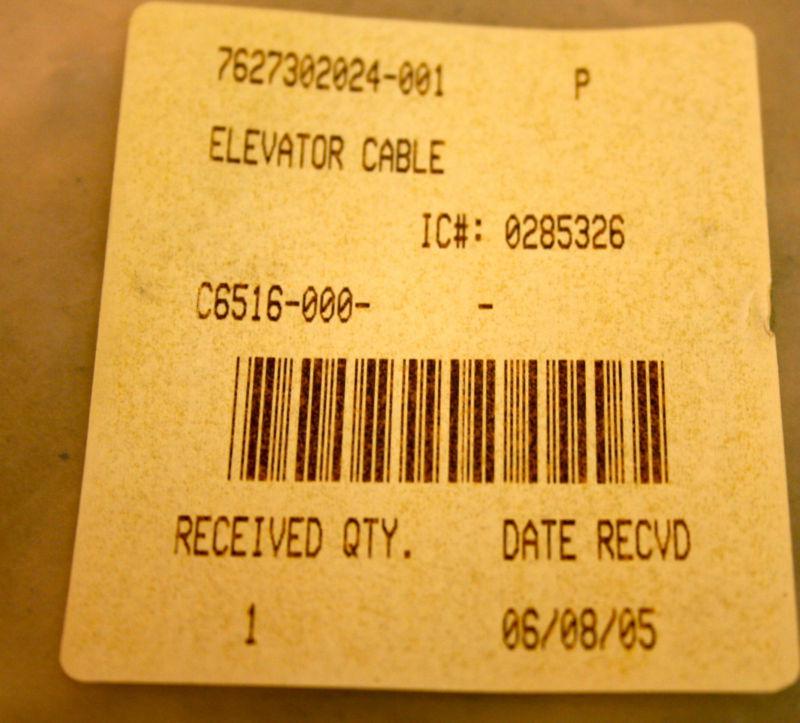 7627302024-001 P
ELEVATOR CABLE
IC#: 0285326
C6516-000- -
RECEIVED QTY. DATE RECVD
1 06/08/05